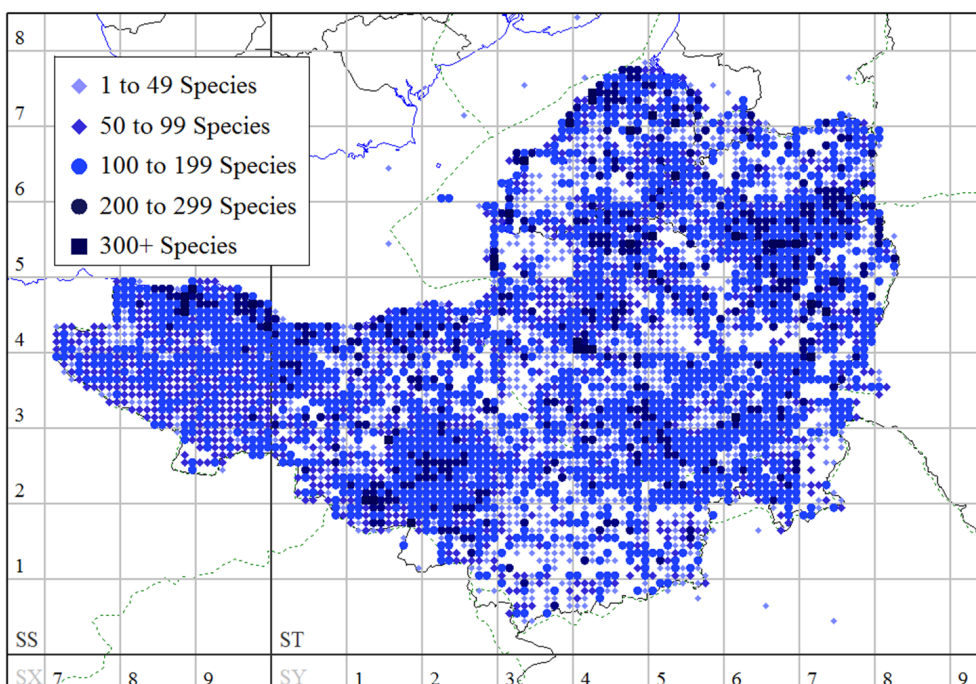 8
1 to 49 Species
7
50 to 99 Species
100 to 199 Species
6
200 to 299 Species
300+ Species
5
4
3
2
1
SS ST
SX 7 8 9 SY 1 2 3 4 5 6 7 8 9